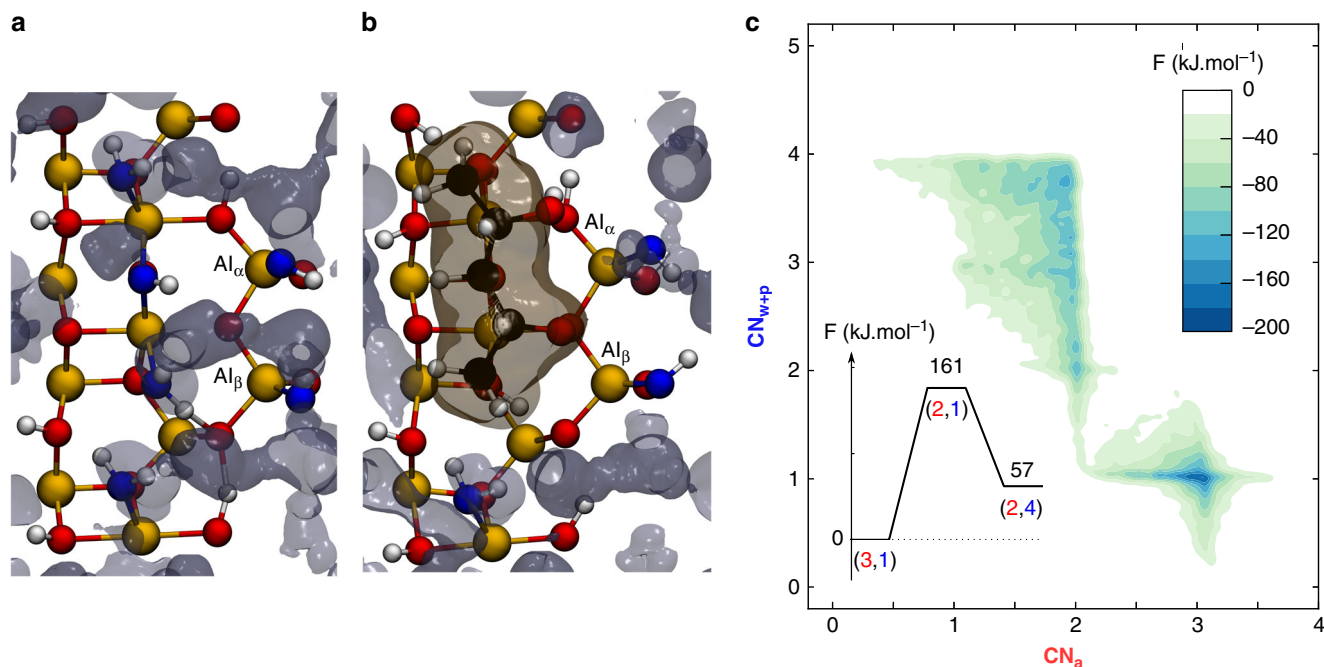 a
Alα
Alβ
b
Alα
Alβ
c
5
4
3
2
1
0
CNw+p
0
1
2
3
4
CNa
F (kJ.mol−1)
0
−40
−80
−120
−160
−200
F (kJ.mol−1)
161
(2,1)
57
(2,4)
0
(3,1)